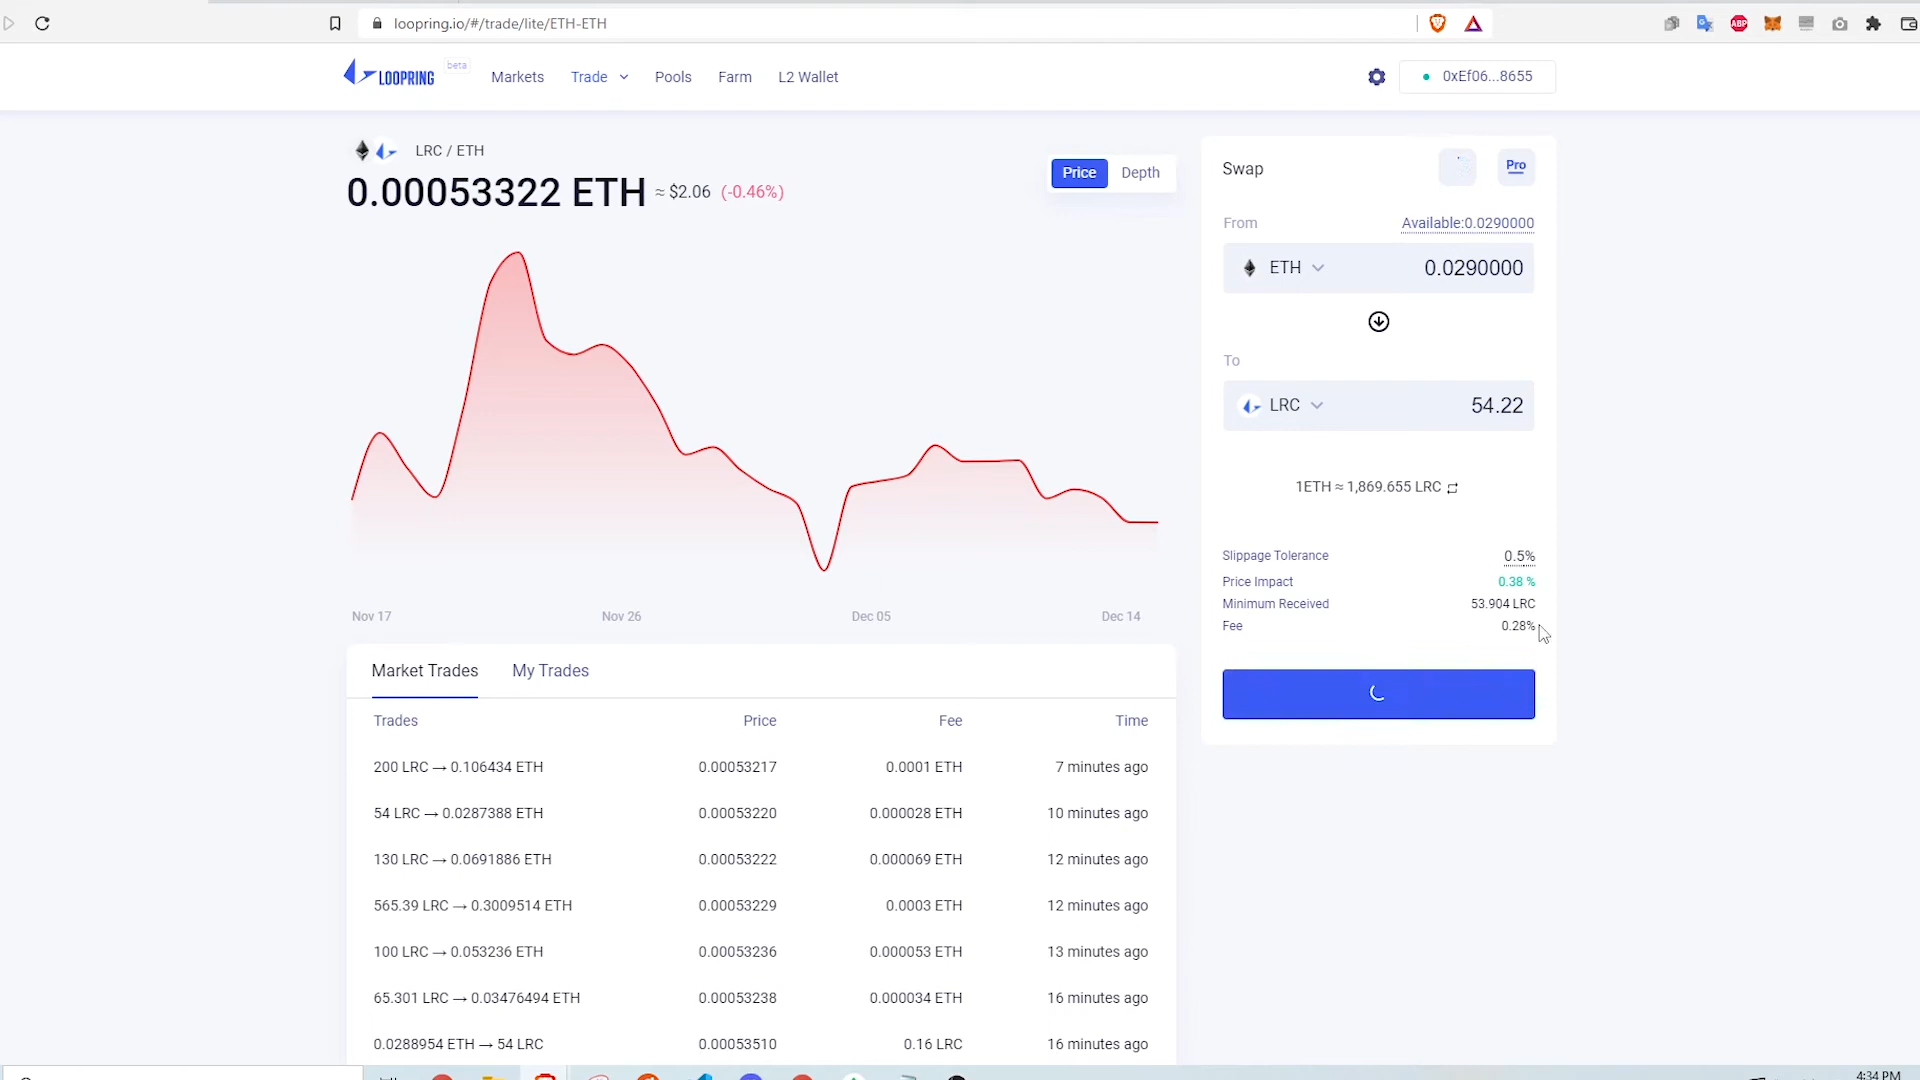 loopring.io/#/trade/lite/ETH-ETH
ABP
LOOPRING beta Markets Trade Pools Farm L2 Wallet 0xEf06...8655
LRC / ETH
0.00053322 ETH ≈ $2.06 (-0.46%)
Price Depth
Nov 17 Nov 26 Dec 05 Dec 14
Swap Pro
From Available:0.0290000
ETH 0.0290000
To
LRC 54.22
1ETH ≈ 1,869.655 LRC
Slippage Tolerance 0.5%
Price Impact 0.38 %
Minimum Received 53.904 LRC
Fee 0.28%
Market Trades My Trades
Trades Price Fee Time
200 LRC → 0.106434 ETH 0.00053217 0.0001 ETH 7 minutes ago
54 LRC → 0.0287388 ETH 0.00053220 0.000028 ETH 10 minutes ago
130 LRC → 0.0691886 ETH 0.00053222 0.000069 ETH 12 minutes ago
565.39 LRC → 0.3009514 ETH 0.00053229 0.0003 ETH 12 minutes ago
100 LRC → 0.053236 ETH 0.00053236 0.000053 ETH 13 minutes ago
65.301 LRC → 0.03476494 ETH 0.00053238 0.000034 ETH 16 minutes ago
0.0288954 ETH → 54 LRC 0.00053510 0.16 LRC 16 minutes ago
4:34 PM